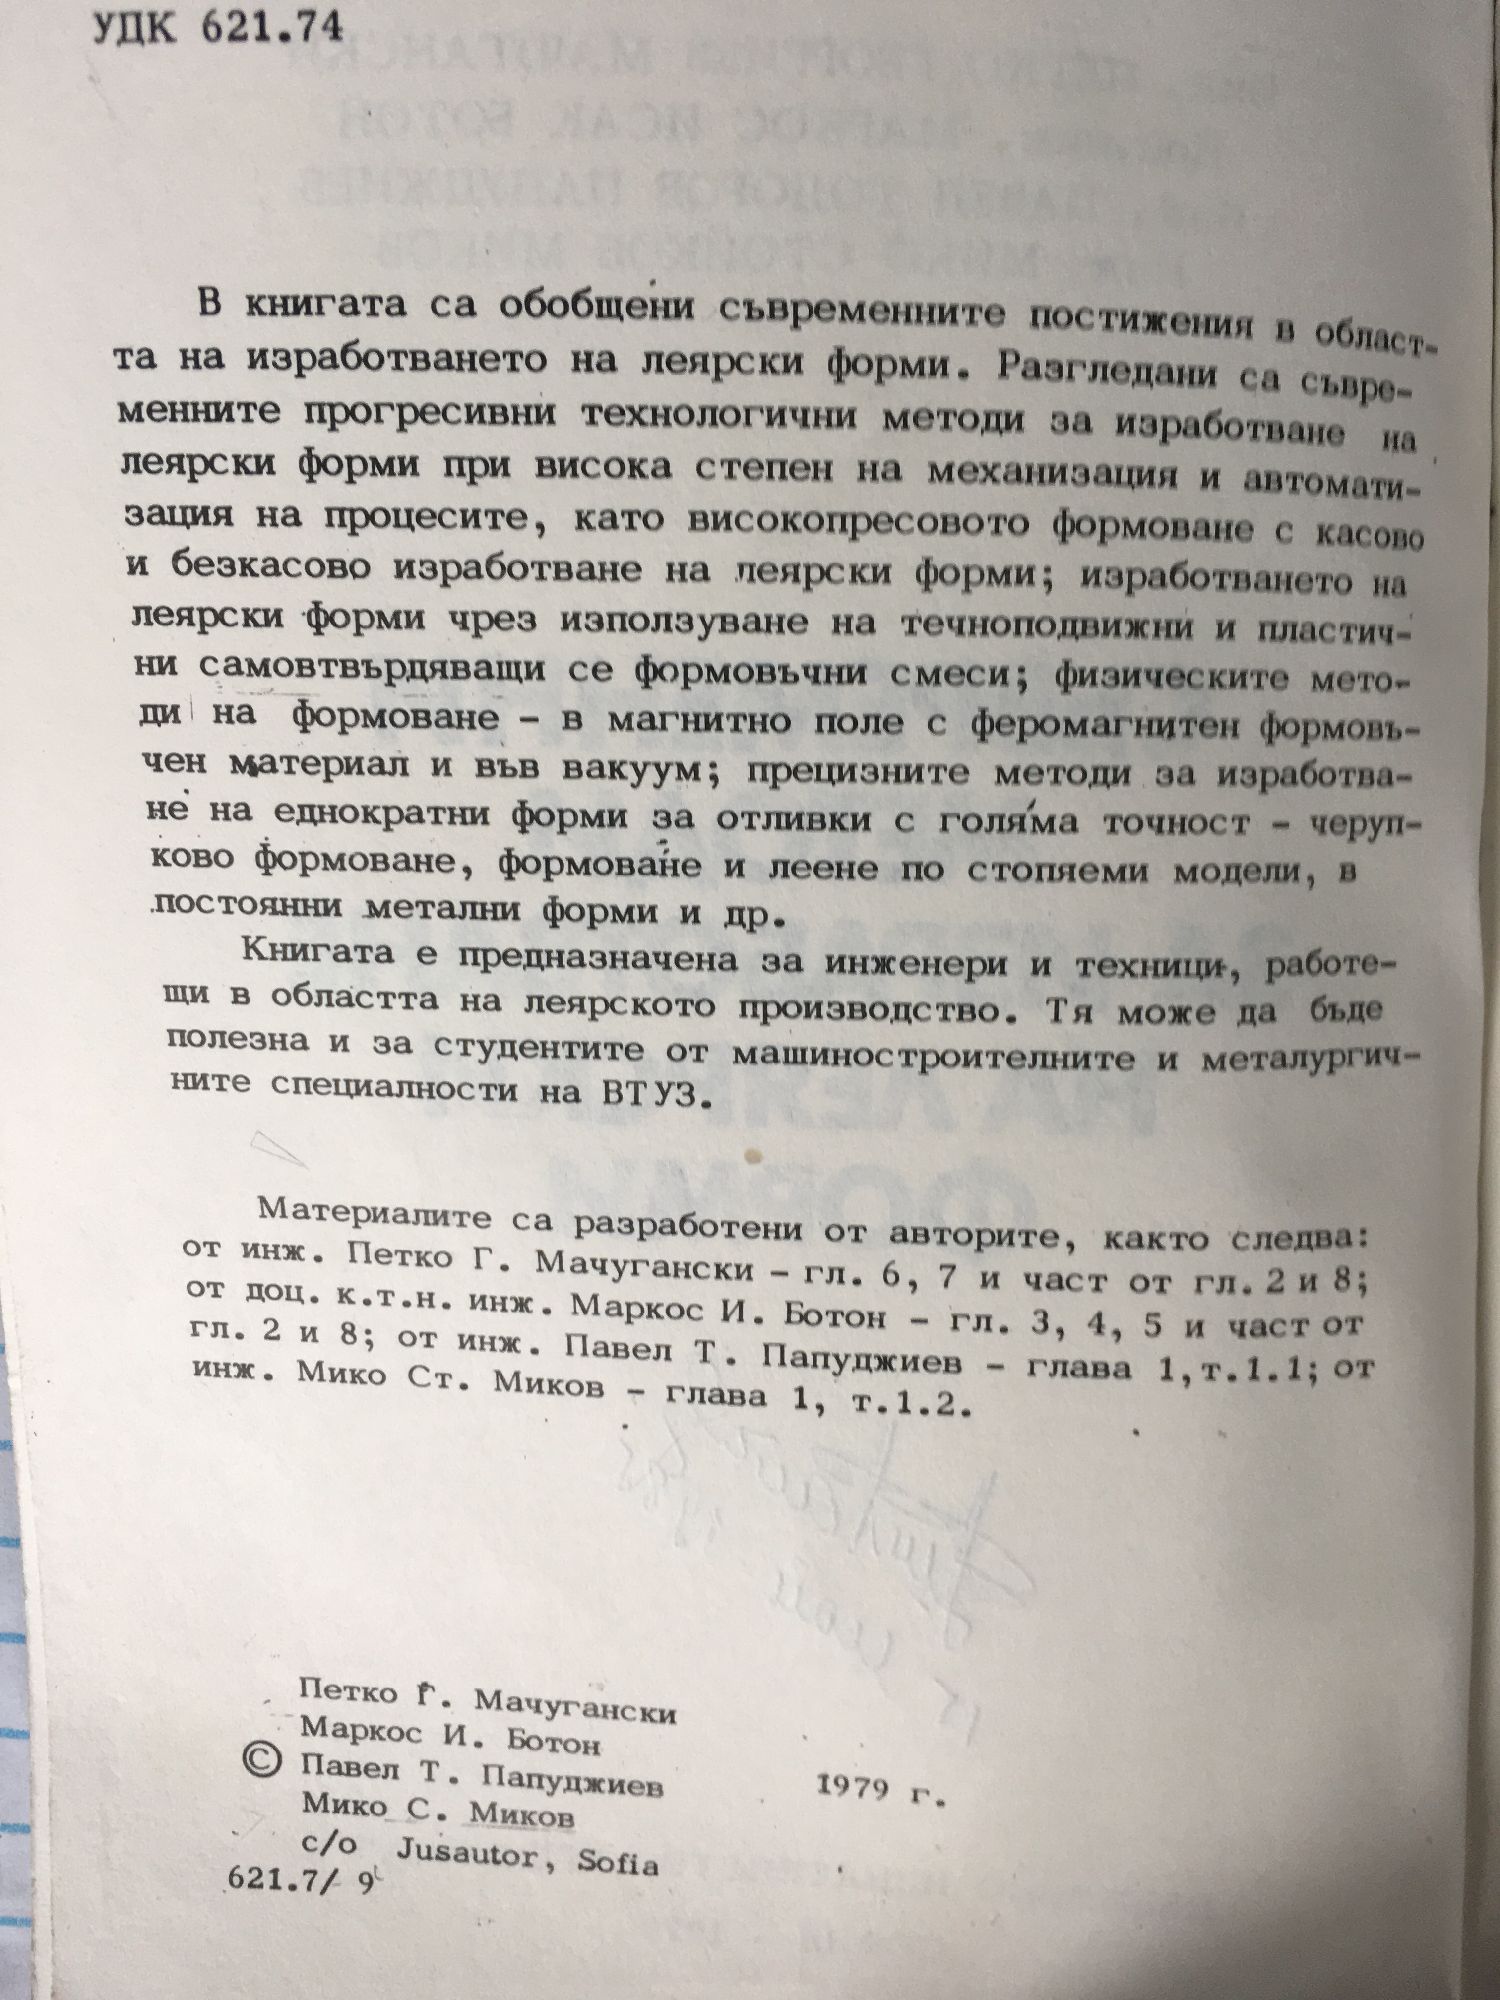 УДК 621.74
В книгата са обобщени съвременните постижения в област-
та на изработването на леярски форми. Разгледани са съвре-
менните прогресивни технологични методи за изработване на
леярски форми при висока степен на механизация и автомати-
зация на процесите, като високопресовото формоване с касово
и безкасово изработване на леярски форми; изработването на
леярски форми чрез използуване на течноподвижни и пластич-
ни самовтвърдяващи се формовъчни смеси; физическите мето-
ди на формоване – в магнитно поле с феромагнитен формовъ-
чен материал и във вакуум; прецизните методи за изработва-
не на еднократни форми за отливки с голяма точност – черуп-
ково формоване, формоване и леене по стопяеми модели, в
постоянни метални форми и др.
Книгата е предназначена за инженери и техници, работе-
щи в областта на леярското производство. Тя може да бъде
полезна и за студентите от машиностроителните и металургич-
ните специалности на ВТУЗ.
Материалите са разработени от авторите, както следва:
от инж. Петко Г. Мачугански – гл. 6, 7 и част от гл. 2 и 8;
от доц. к.т.н. инж. Маркос И. Ботон – гл. 3, 4, 5 и част от
гл. 2 и 8; от инж. Павел Т. Папуджиев – глава 1, т.1.1; от
инж. Мико Ст. Миков – глава 1, т.1.2.
Петко Г. Мачугански
Маркос И. Ботон
© Павел Т. Папуджиев 1979 г.
Мико С. Миков
c/o Jusautor, Sofia
621.7/ 9